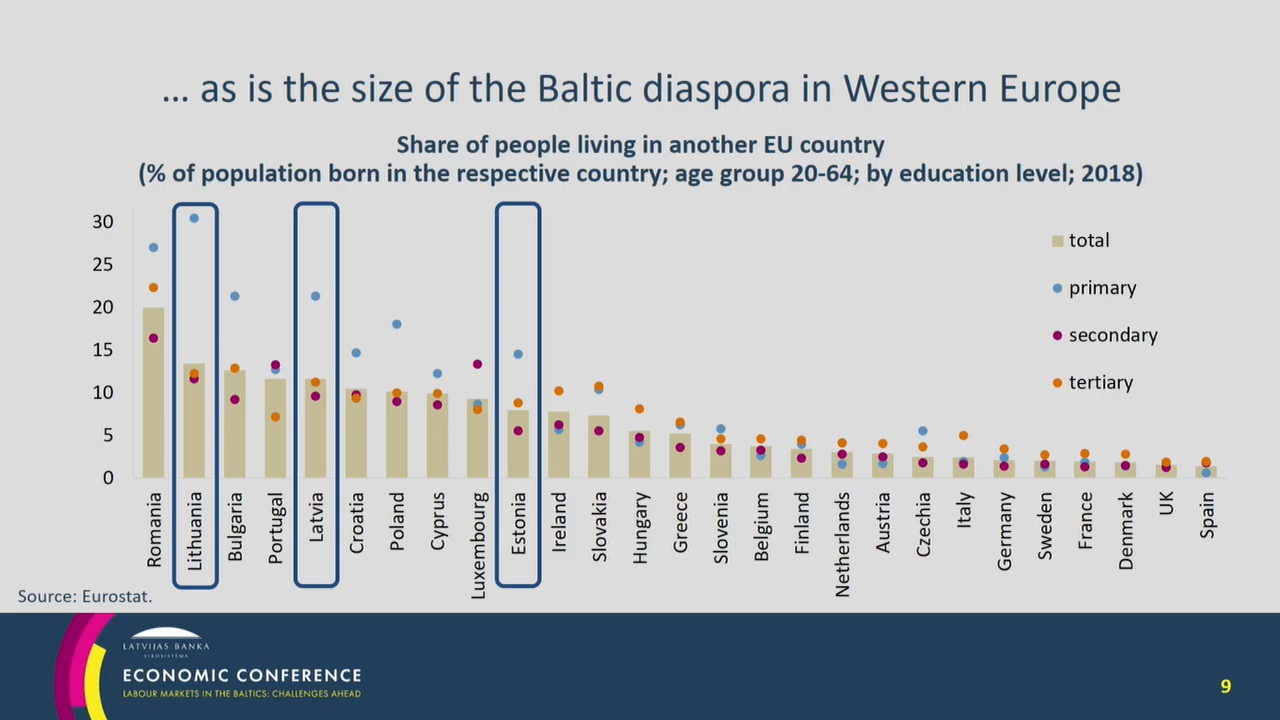 ... as is the size of the Baltic diaspora in Western Europe
Share of people living in another EU country
(% of population born in the respective country; age group 20-64; by education level; 2018)
30
25
20
15
10
5
0
total
primary
secondary
tertiary
Romania
Lithuania
Bulgaria
Portugal
Latvia
Croatia
Poland
Cyprus
Luxembourg
Estonia
Ireland
Slovakia
Hungary
Greece
Slovenia
Belgium
Finland
Netherlands
Austria
Czechia
Italy
Germany
Sweden
France
Denmark
UK
Spain
Source: Eurostat.
LATVIJAS BANKA
EIROSISTĒMA
ECONOMIC CONFERENCE
LABOUR MARKETS IN THE BALTICS: CHALLENGES AHEAD
9